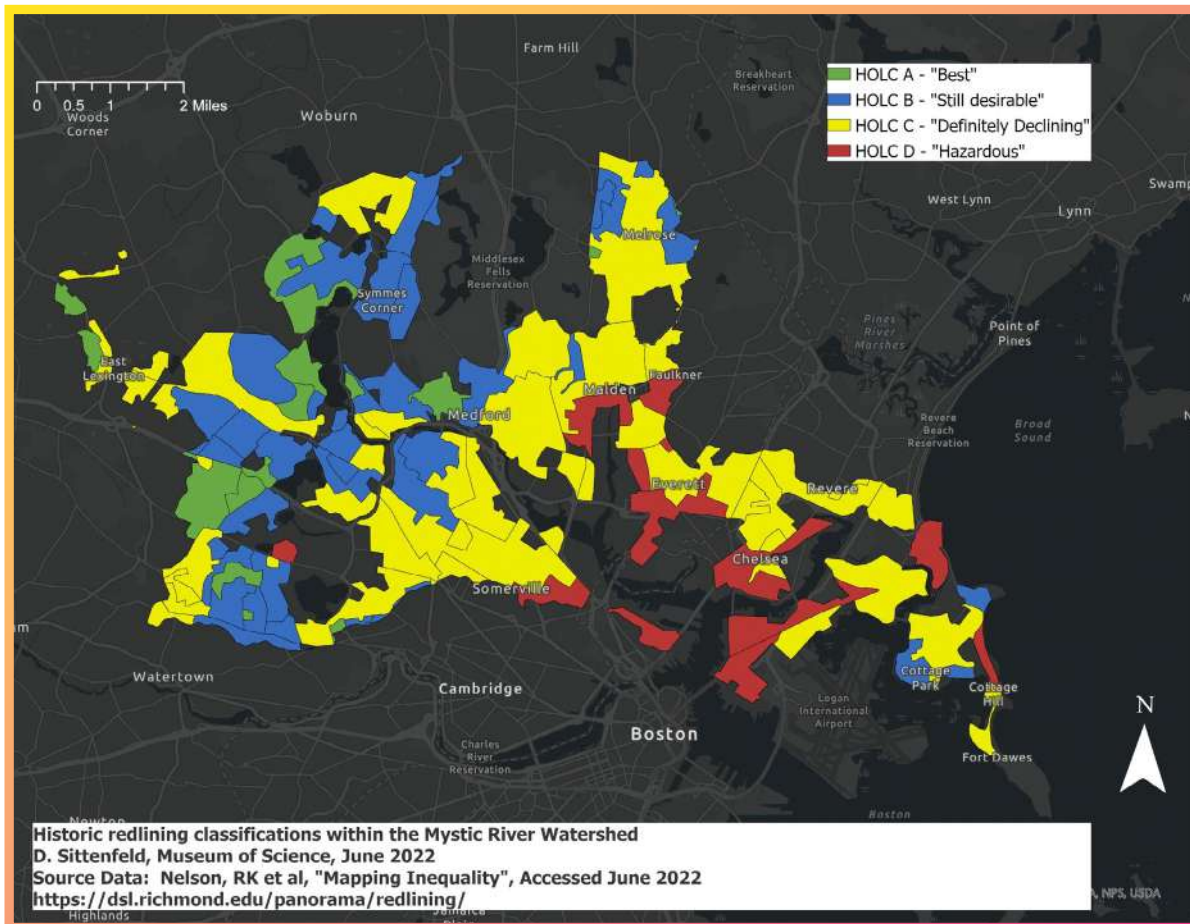 Farm Hill
Breakheart
Reservation
HOLC A - "Best"
HOLC B - "Still desirable"
HOLC C - "Definitely Declining"
HOLC D - "Hazardous"
0 0.5 1 2 Miles
Woods
Corner
Woburn
Swamp
West Lynn
Lynn
Melrose
Middlesex
Fells
Reservation
Symmes
Corner
Pines
River
Marshes
Point of
Pines
East
Lexington
Faulkner
Malden
Medford
Revere
Beach
Reservation
Broad
Sound
Everett
Revere
Chelsea
Somerville
Watertown
Cambridge
Cottage
Park
Cottage
Hill
Logan
International
Airport
N
Boston
Charles
River
Reservation
Fort Dawes
Boston
Newton
Historic redlining classifications within the Mystic River Watershed
D. Sittenfeld, Museum of Science, June 2022
Source Data: Nelson, RK et al, "Mapping Inequality", Accessed June 2022
https://dsl.richmond.edu/panorama/redlining/
, NPS, USDA
Highlands
Jamaica